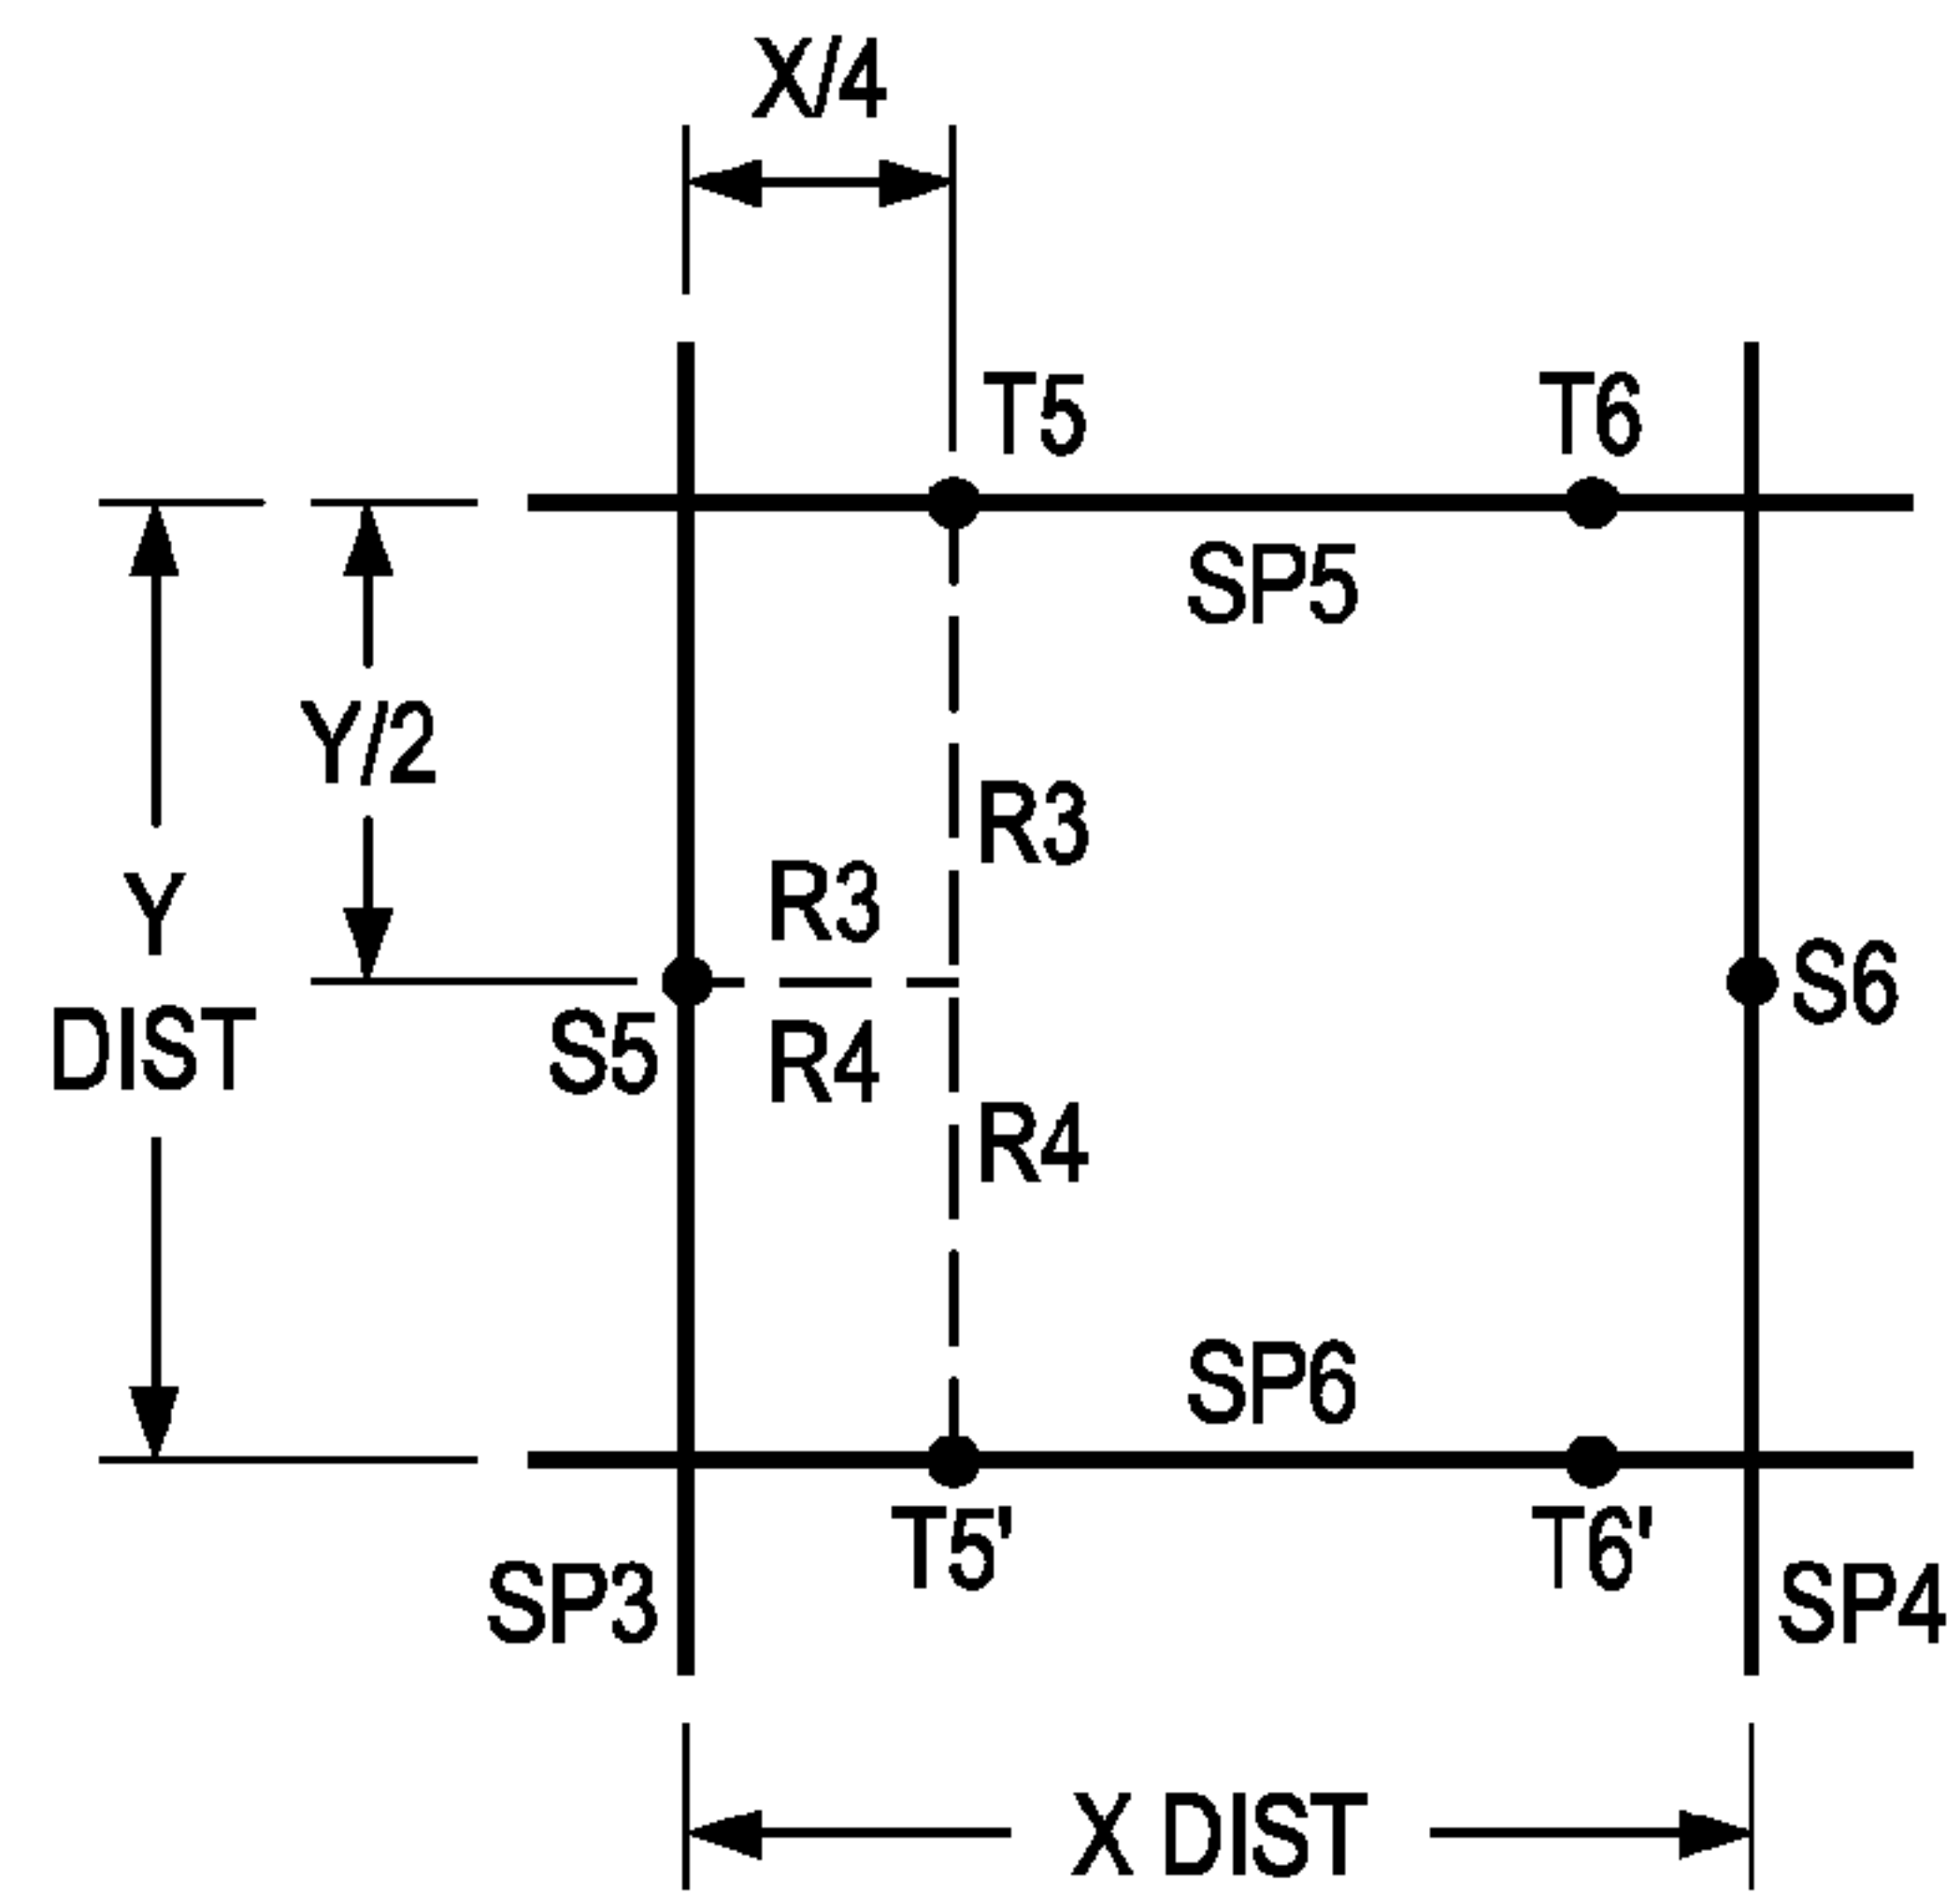 X/4
T5
T6
SP5
Y/2
R3
R3
Y
DIST
S5
S6
R4
R4
SP6
T5'
T6'
SP3
SP4
X DIST